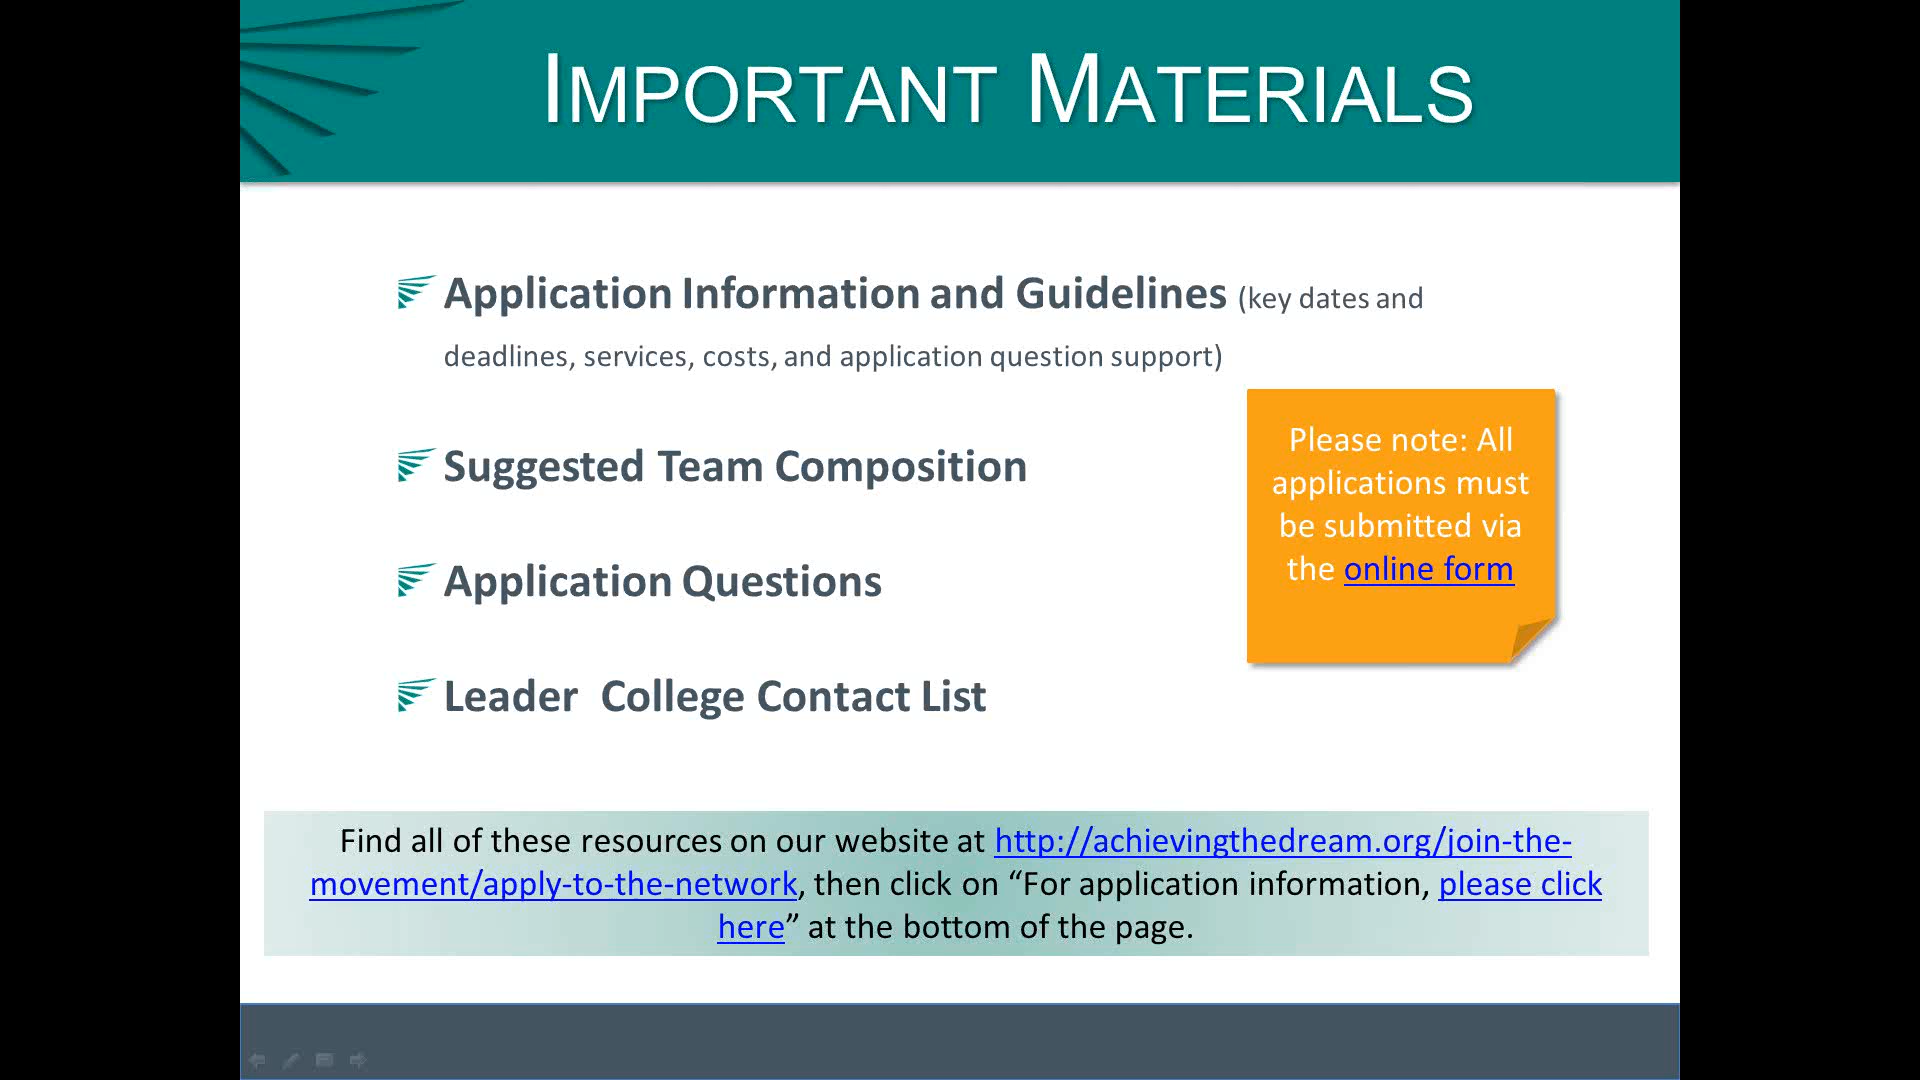 IMPORTANT MATERIALS
Application Information and Guidelines (key dates and
deadlines, services, costs, and application question support)
Suggested Team Composition
Application Questions
Leader  College Contact List
Please note: All
applications must
be submitted via
the online form
Find all of these resources on our website at http://achievingthedream.org/join-the-
movement/apply-to-the-network, then click on “For application information, please click
here” at the bottom of the page.